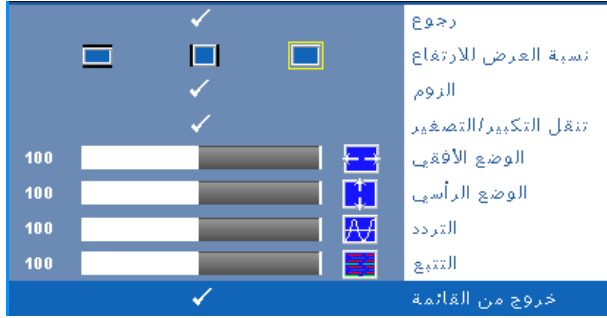 رجوع
نسبة العرض للارتفاع
الزوم
تنقل التكبير/التصغير
الوضع الأفقي 100
الوضع الرأسي 100
التردد 100
التتبع 100
خروج من القائمة